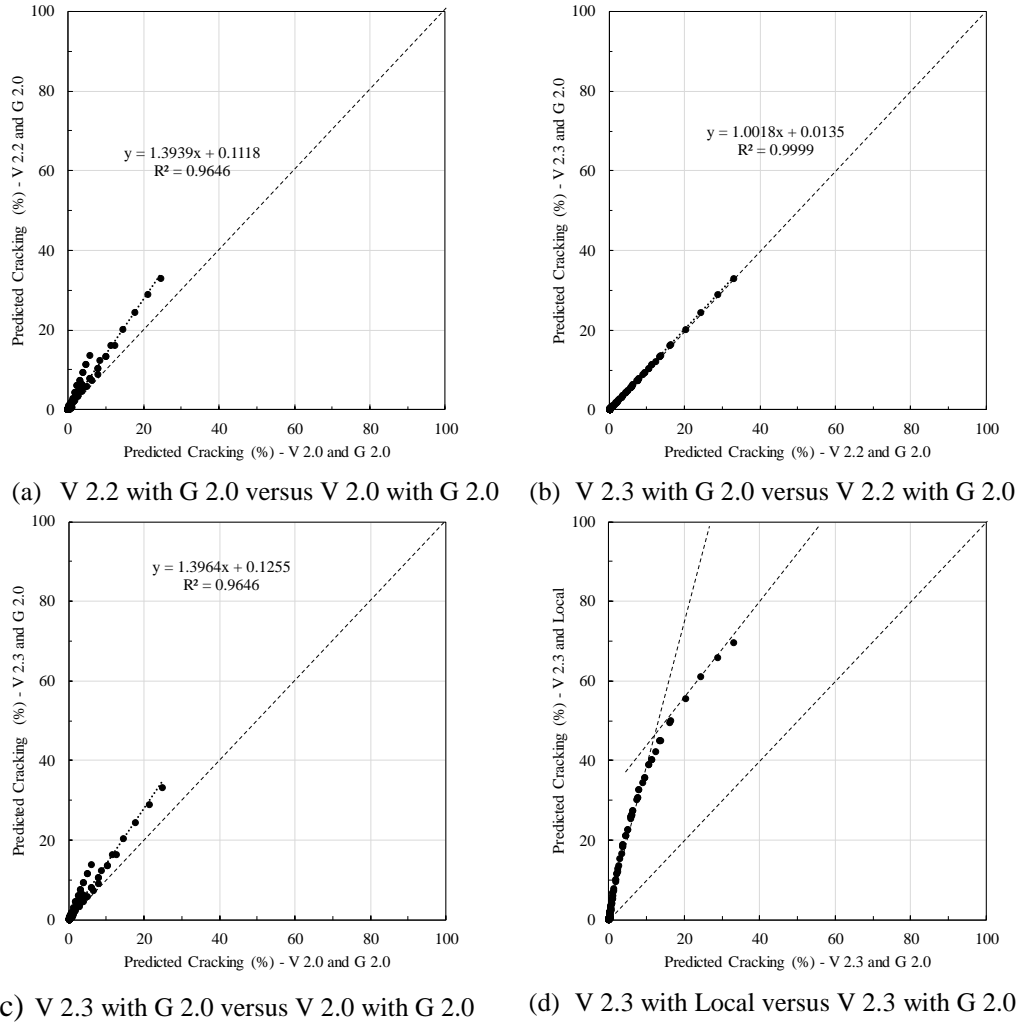 100
80
60
40
20
0
Predicted Cracking (%) - V 2.2 and G 2.0
y = 1.3939x + 0.1118
R² = 0.9646
0 20 40 60 80 100
Predicted Cracking (%) - V 2.0 and G 2.0
(a) V 2.2 with G 2.0 versus V 2.0 with G 2.0
100
80
60
40
20
0
Predicted Cracking (%) - V 2.3 and G 2.0
y = 1.0018x + 0.0135
R² = 0.9999
0 20 40 60 80 100
Predicted Cracking (%) - V 2.2 and G 2.0
(b) V 2.3 with G 2.0 versus V 2.2 with G 2.0
100
80
60
40
20
0
Predicted Cracking (%) - V 2.3 and G 2.0
y = 1.3964x + 0.1255
R² = 0.9646
0 20 40 60 80 100
Predicted Cracking (%) - V 2.0 and G 2.0
c) V 2.3 with G 2.0 versus V 2.0 with G 2.0
100
80
60
40
20
0
Predicted Cracking (%) - V 2.3 and Local
0 20 40 60 80 100
Predicted Cracking (%) - V 2.3 and G 2.0
(d) V 2.3 with Local versus V 2.3 with G 2.0